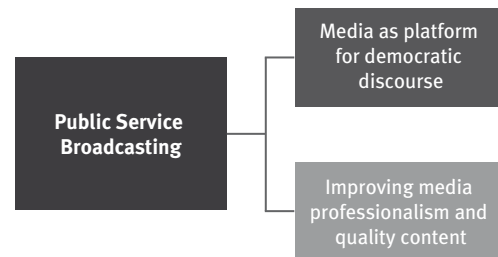 Public Service
Broadcasting
Media as platform
for democratic
discourse
Improving media
professionalism and
quality content